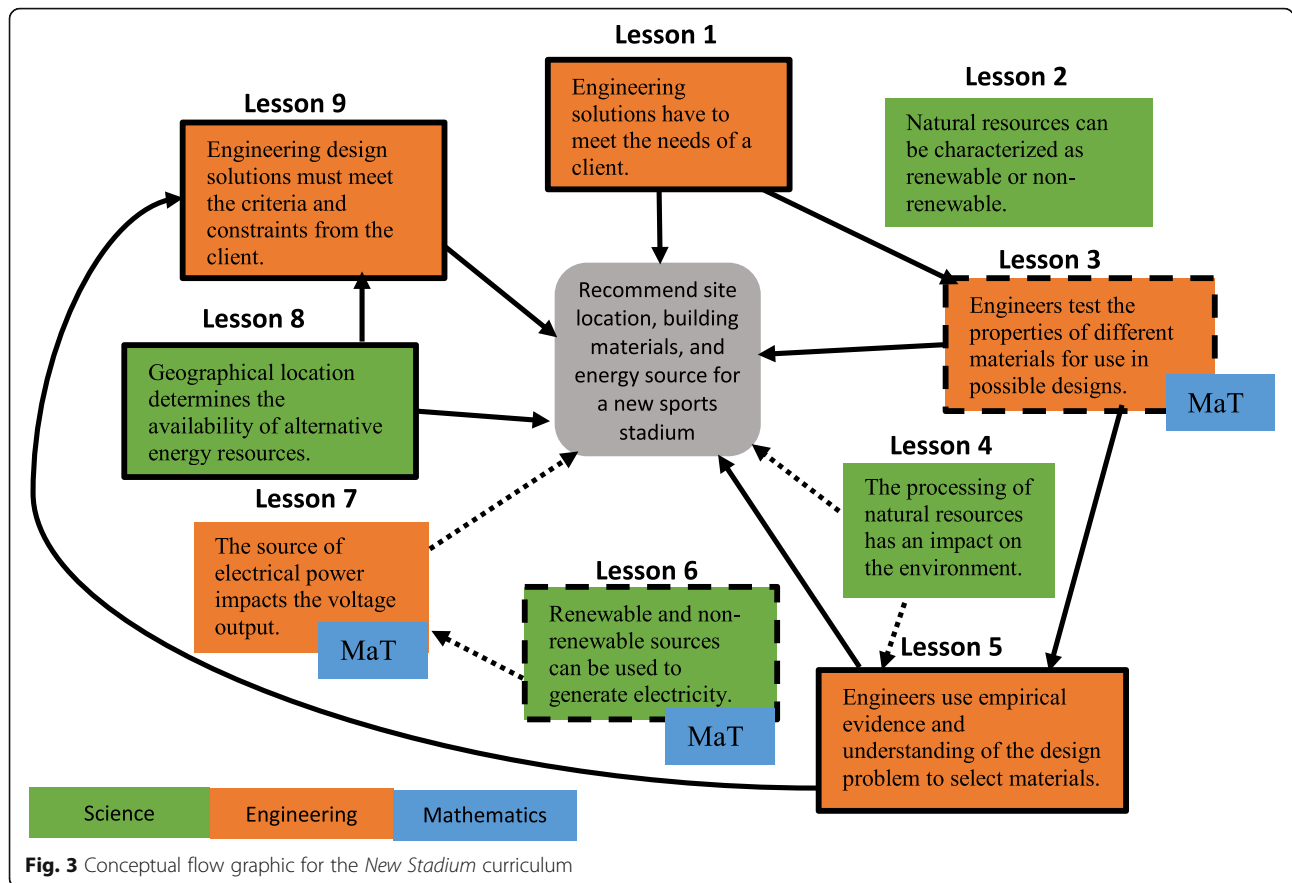 Lesson 1
Engineering
solutions have to
meet the needs of a
client.
Lesson 2
Natural resources can
be characterized as
renewable or non-
renewable.
Lesson 3
Engineers test the
properties of different
materials for use in
possible designs.
MaT
Lesson 4
The processing of
natural resources
has an impact on
the environment.
Lesson 5
Engineers use empirical
evidence and
understanding of the design
problem to select materials.
Lesson 6
Renewable and non-
renewable sources
can be used to
generate electricity.
MaT
Lesson 7
The source of
electrical power
impacts the voltage
output.
MaT
Lesson 8
Geographical location
determines the
availability of alternative
energy resources.
Lesson 9
Engineering design
solutions must meet
the criteria and
constraints from the
client.
Recommend site
location, building
materials, and
energy source for
a new sports
stadium
Science
Engineering
Mathematics
Fig. 3 Conceptual flow graphic for the New Stadium curriculum